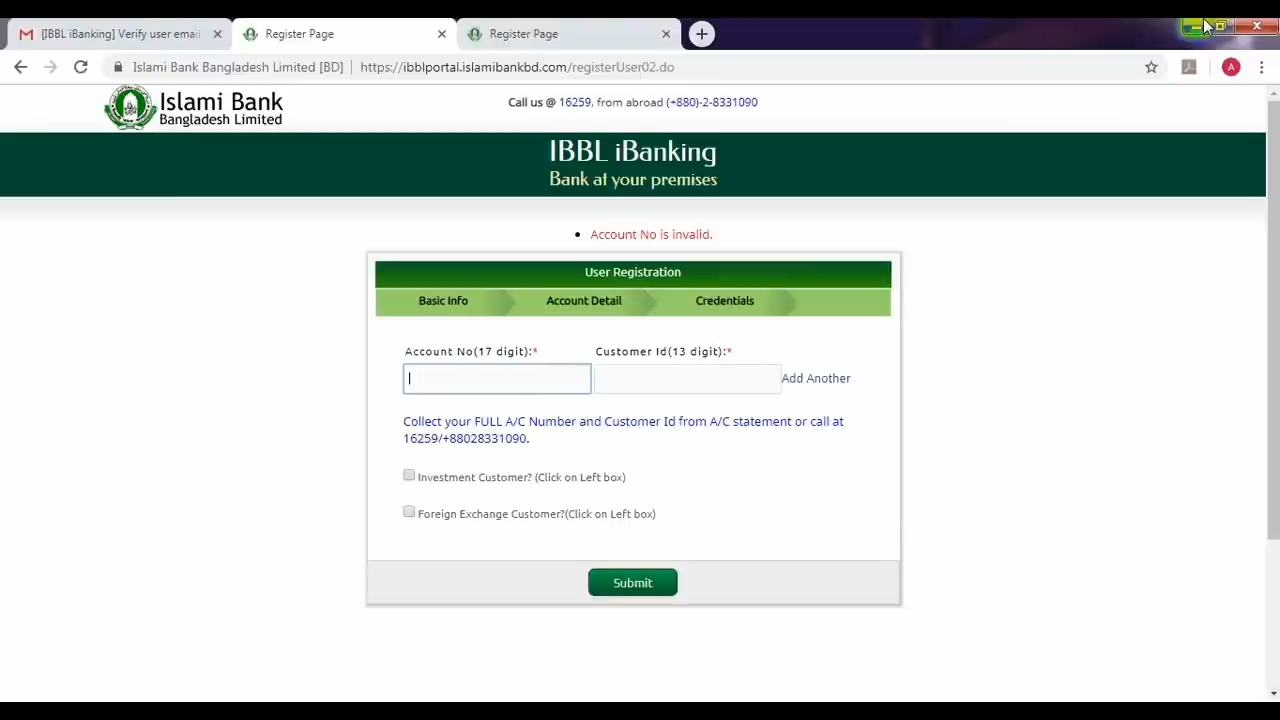 [IBBL iBanking] Verify user emai
Register Page
Register Page
Islami Bank Bangladesh Limited [BD]
https://ibblportal.islamibankbd.com/registerUser02.do
A
Islami Bank
Bangladesh Limited
Call us @ 16259, from abroad (+880)-2-8331090
IBBL iBanking
Bank at your premises
Account No is invalid.
User Registration
Basic Info
Account Detail
Credentials
Account No(17 digit):*
Customer Id(13 digit):*
Add Another
Collect your FULL A/C Number and Customer Id from A/C statement or call at
16259/+88028331090.
Investment Customer? (Click on Left box)
Foreign Exchange Customer?(Click on Left box)
Submit